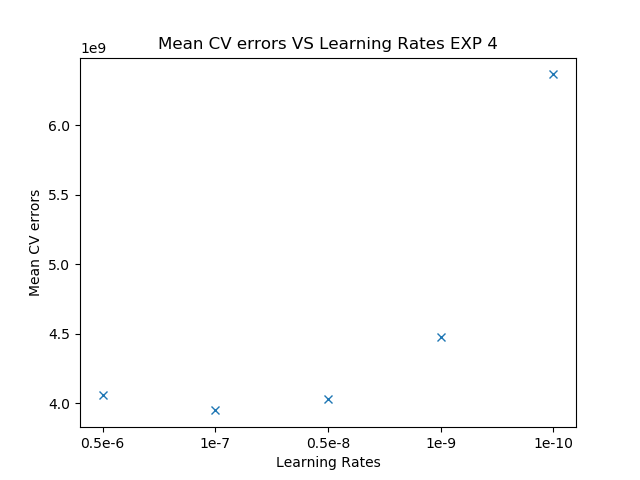 Mean CV errors VS Learning Rates EXP 4
1e9
6.0
5.5
5.0
4.5
4.0
Mean CV errors
0.5e-6 1e-7 0.5e-8 1e-9 1e-10
Learning Rates